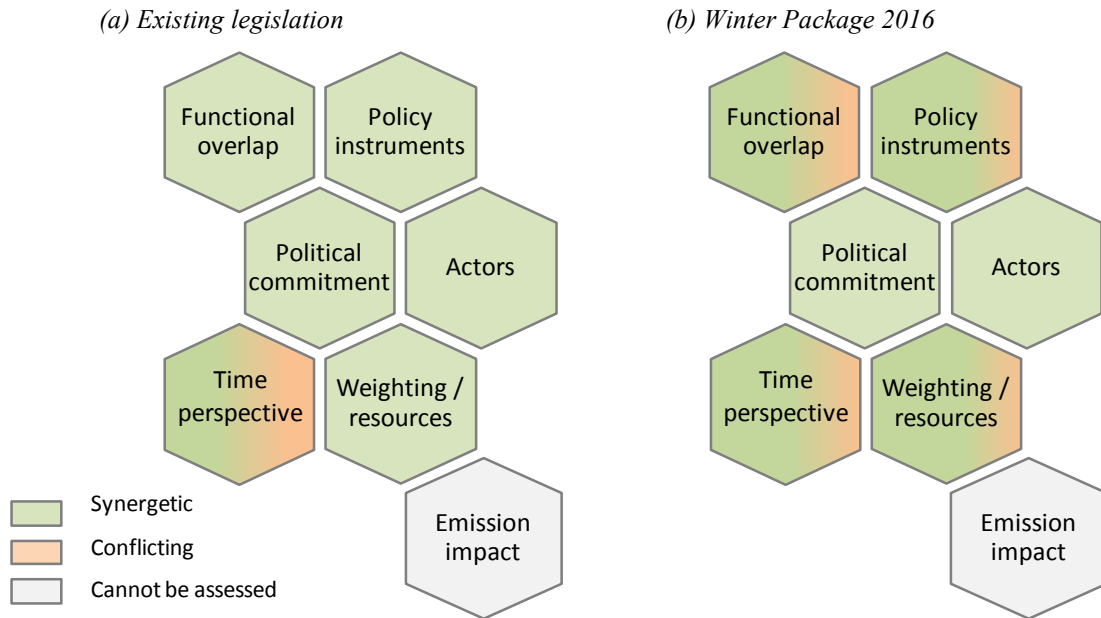 (a) Existing legislation
Functional
overlap
Policy
instruments
Political
commitment
Actors
Time
perspective
Weighting /
resources
Emission
impact
Synergetic
Conflicting
Cannot be assessed
(b) Winter Package 2016
Functional
overlap
Policy
instruments
Political
commitment
Actors
Time
perspective
Weighting /
resources
Emission
impact